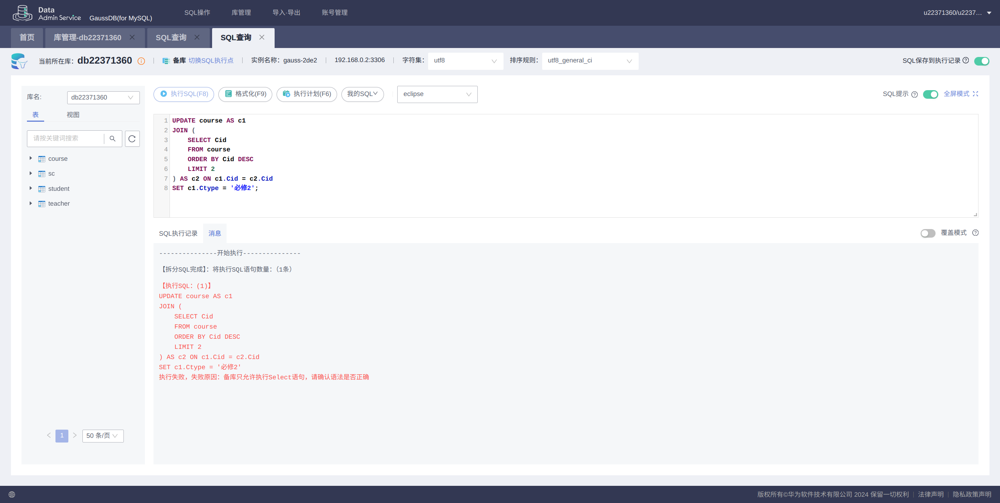 Data
Admin Service GaussDB(for MySQL) SQL操作 库管理 导入·导出 账号管理 u22371360/u2237...
首页 库管理-db22371360 SQL查询 SQL查询
当前所在库: db22371360 备库 切换SQL执行点 实例名称: gauss-2de2 192.168.0.2:3306 字符集: utf8 排序规则: utf8_general_ci SQL保存到执行记录
库名: db22371360 执行SQL(F8) 格式化(F9) 执行计划(F6) 我的SQL eclipse SQL提示 全屏模式
表 视图
请按关键词搜索
course
sc
student
teacher
1 UPDATE course AS c1
2 JOIN (
3     SELECT Cid
4     FROM course
5     ORDER BY Cid DESC
6     LIMIT 2
7 ) AS c2 ON c1.Cid = c2.Cid
8 SET c1.Ctype = '必修2';
SQL执行记录 消息 覆盖模式
---------------开始执行---------------
【拆分SQL完成】: 将执行SQL语句数量: (1条)
【执行SQL: (1)】
UPDATE course AS c1
JOIN (
    SELECT Cid
    FROM course
    ORDER BY Cid DESC
    LIMIT 2
) AS c2 ON c1.Cid = c2.Cid
SET c1.Ctype = '必修2'
执行失败，失败原因: 备库只允许执行Select语句，请确认语法是否正确
1 50 条/页
版权所有©华为软件技术有限公司 2024 保留一切权利 法律声明 隐私政策声明